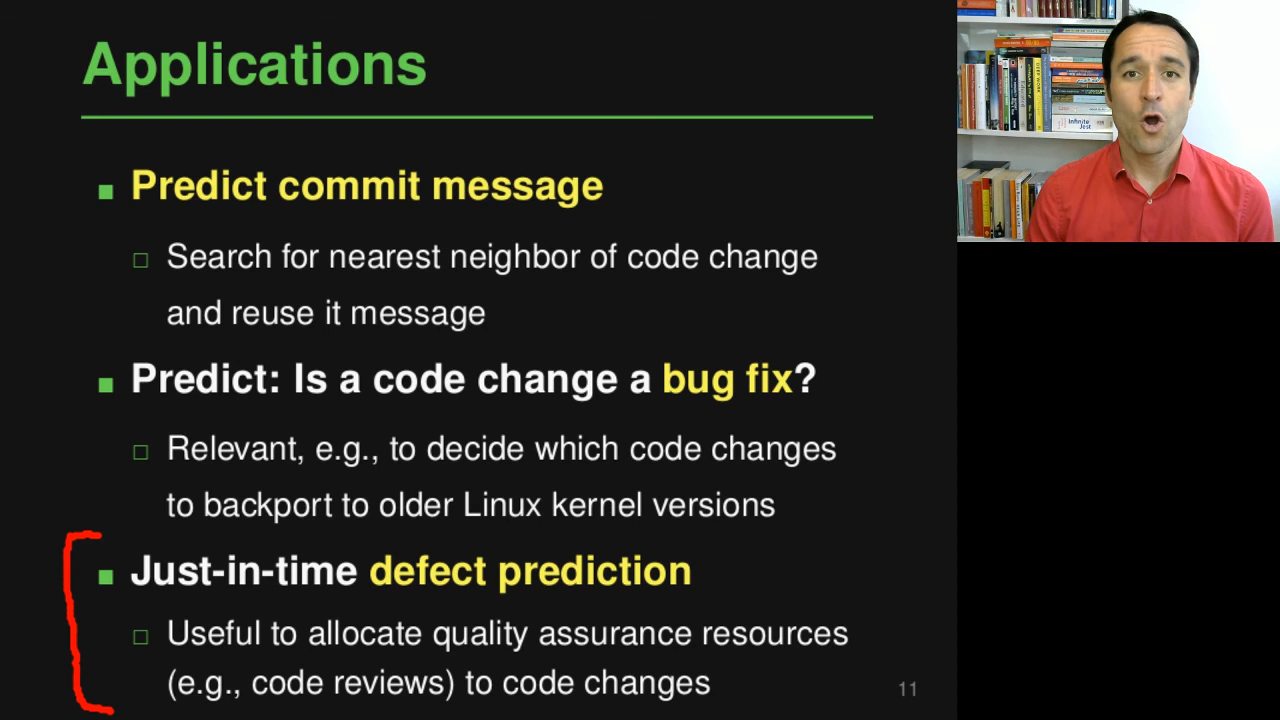 Applications
Predict commit message
Search for nearest neighbor of code change
and reuse it message
Predict: Is a code change a bug fix?
Relevant, e.g., to decide which code changes
to backport to older Linux kernel versions
Just-in-time defect prediction
Useful to allocate quality assurance resources
(e.g., code reviews) to code changes
11
Infinite
Jest